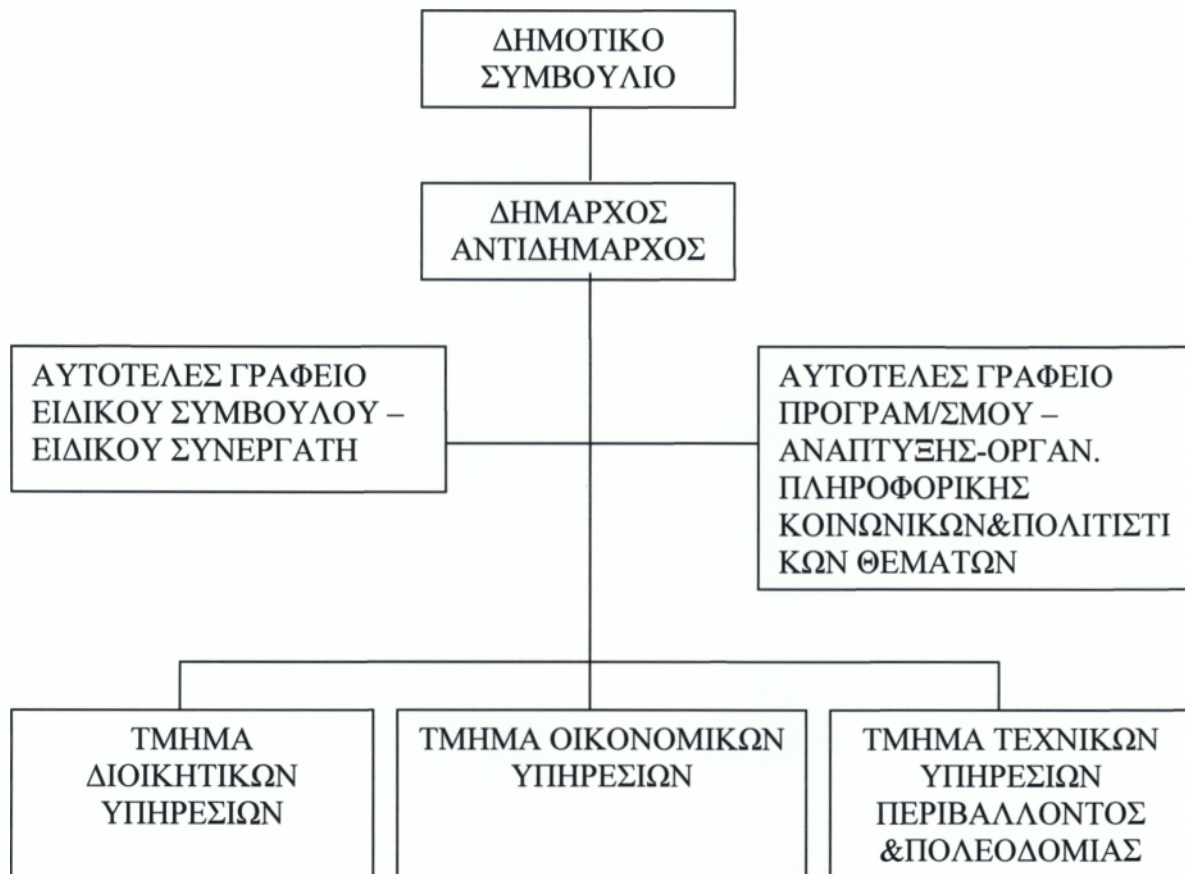 ΔΗΜΟΤΙΚΟ
ΣΥΜΒΟΥΛΙΟ
ΔΗΜΑΡΧΟΣ
ΑΝΤΙΔΗΜΑΡΧΟΣ
ΑΥΤΟΤΕΛΕΣ ΓΡΑΦΕΙΟ
ΕΙΔΙΚΟΥ ΣΥΜΒΟΥΛΟΥ –
ΕΙΔΙΚΟΥ ΣΥΝΕΡΓΑΤΗ
ΑΥΤΟΤΕΛΕΣ ΓΡΑΦΕΙΟ
ΠΡΟΓΡΑΜ/ΣΜΟΥ –
ΑΝΑΠΤΥΞΗΣ-ΟΡΓΑΝ.
ΠΛΗΡΟΦΟΡΙΚΗΣ
ΚΟΙΝΩΝΙΚΩΝ&ΠΟΛΙΤΙΣΤΙ
ΚΩΝ ΘΕΜΑΤΩΝ
ΤΜΗΜΑ
ΔΙΟΙΚΗΤΙΚΩΝ
ΥΠΗΡΕΣΙΩΝ
ΤΜΗΜΑ ΟΙΚΟΝΟΜΙΚΩΝ
ΥΠΗΡΕΣΙΩΝ
ΤΜΗΜΑ ΤΕΧΝΙΚΩΝ
ΥΠΗΡΕΣΙΩΝ
ΠΕΡΙΒΑΛΛΟΝΤΟΣ
&ΠΟΛΕΟΔΟΜΙΑΣ